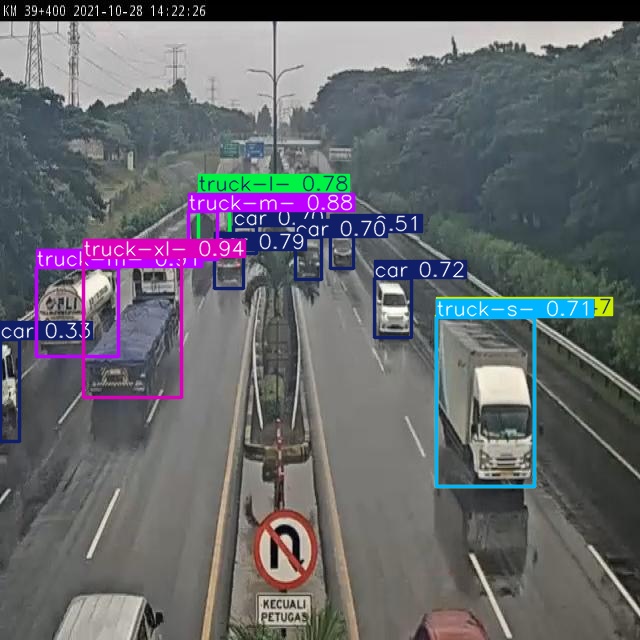 KM 39+400 2021-10-28 14:22:26
truck-l- 0.78
truck-m- 0.88
car 0.70
0.51
truck-xl- 0.94
0.79
car 0.70
car 0.72
truck-s- 0.71
7
car 0.33
KECUALI
PETUGAS